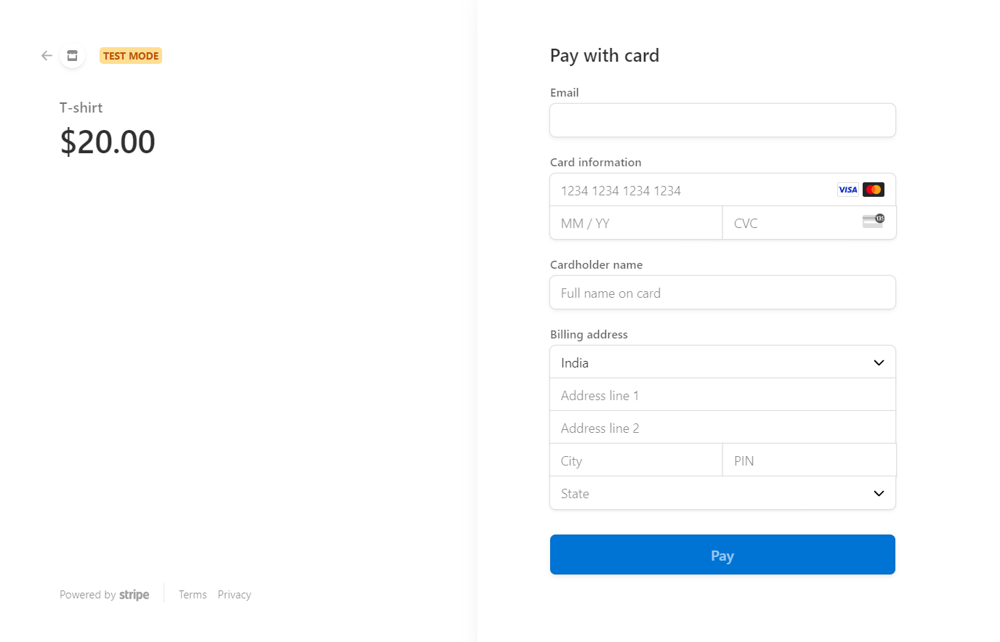 TEST MODE
T-shirt
$20.00
Powered by stripe
Terms
Privacy
Pay with card
Email
Card information
1234 1234 1234 1234
VISA
MM / YY
CVC
135
Cardholder name
Full name on card
Billing address
India
Address line 1
Address line 2
City
PIN
State
Pay